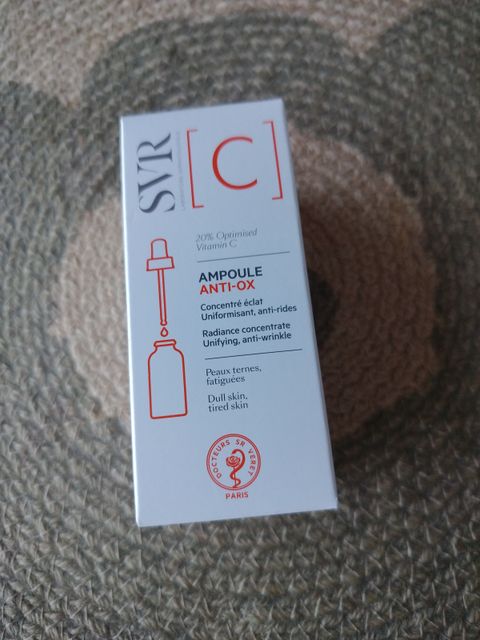 SVR
[C]
20% Optimised
Vitamin C
AMPOULE
ANTI-OX
Concentré éclat
Uniformisant, anti-rides
Radiance concentrate
Unifying, anti-wrinkle
Peaux ternes,
fatiguées
Dull skin,
tired skin
DOCTEURS SR VERET
PARIS